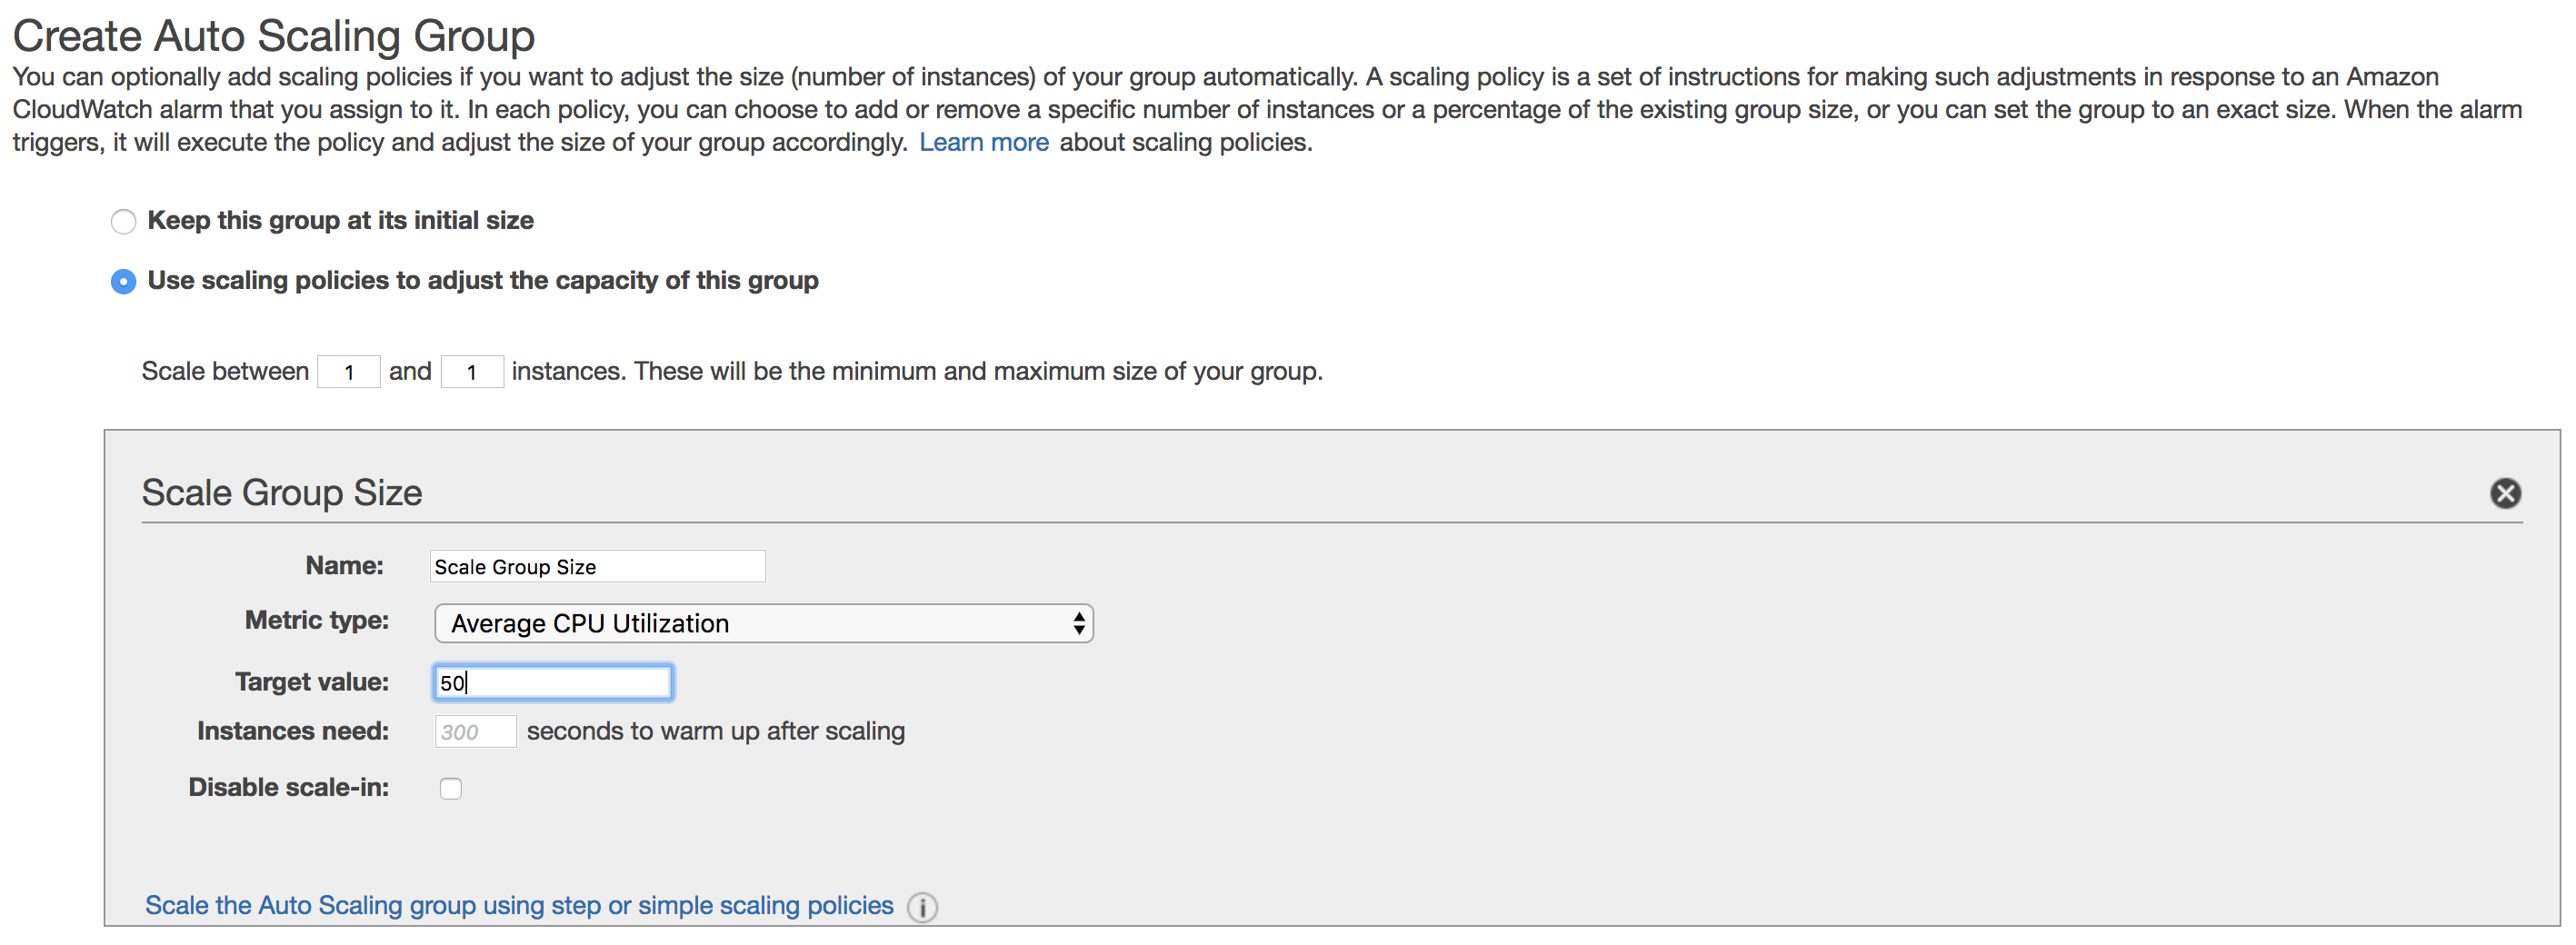 Create Auto Scaling Group
You can optionally add scaling policies if you want to adjust the size (number of instances) of your group automatically. A scaling policy is a set of instructions for making such adjustments in response to an Amazon
CloudWatch alarm that you assign to it. In each policy, you can choose to add or remove a specific number of instances or a percentage of the existing group size, or you can set the group to an exact size. When the alarm
triggers, it will execute the policy and adjust the size of your group accordingly. Learn more about scaling policies.
Keep this group at its initial size
Use scaling policies to adjust the capacity of this group
Scale between 1 and 1 instances. These will be the minimum and maximum size of your group.
Scale Group Size
Name: Scale Group Size
Metric type: Average CPU Utilization
Target value: 50
Instances need: 300 seconds to warm up after scaling
Disable scale-in:
Scale the Auto Scaling group using step or simple scaling policies i